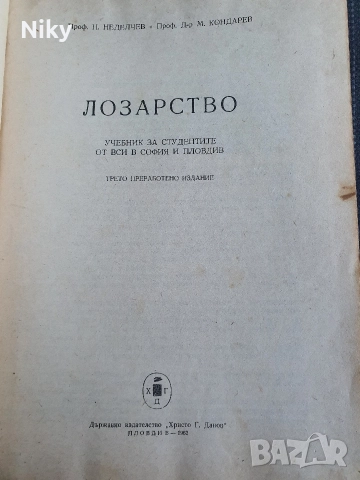 Niky
Проф. Н. НЕДЕЛЧЕВ - Проф. Д-р М. КОНДАРЕВ
ЛОЗАРСТВО
УЧЕБНИК ЗА СТУДЕНТИТЕ
ОТ ВСИ В СОФИЯ И ПЛОВДИВ
ТРЕТО ПРЕРАБОТЕНО ИЗДАНИЕ
Х Г
Д
Държавно издателство „Христо Г. Данов"
ПЛОВДИВ — 1962
BAZAR